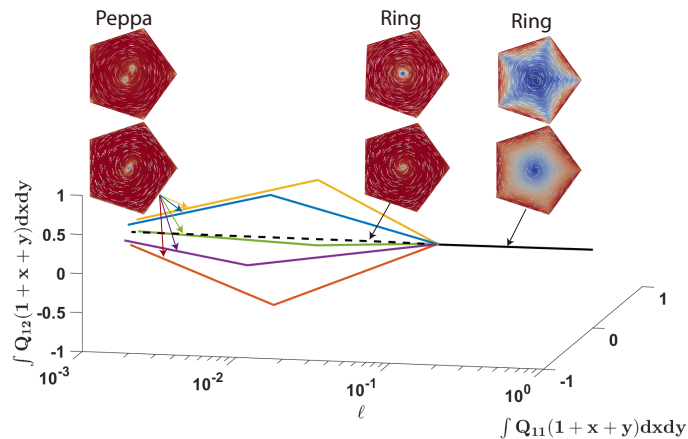 Peppa
Ring
Ring
1
0.5
0
-0.5
-1
∫ Q₁₂(1 + x + y)dxdy
10⁻³
10⁻²
10⁻¹
10⁰
ℓ
-1
0
1
∫ Q₁₁(1 + x + y)dxdy